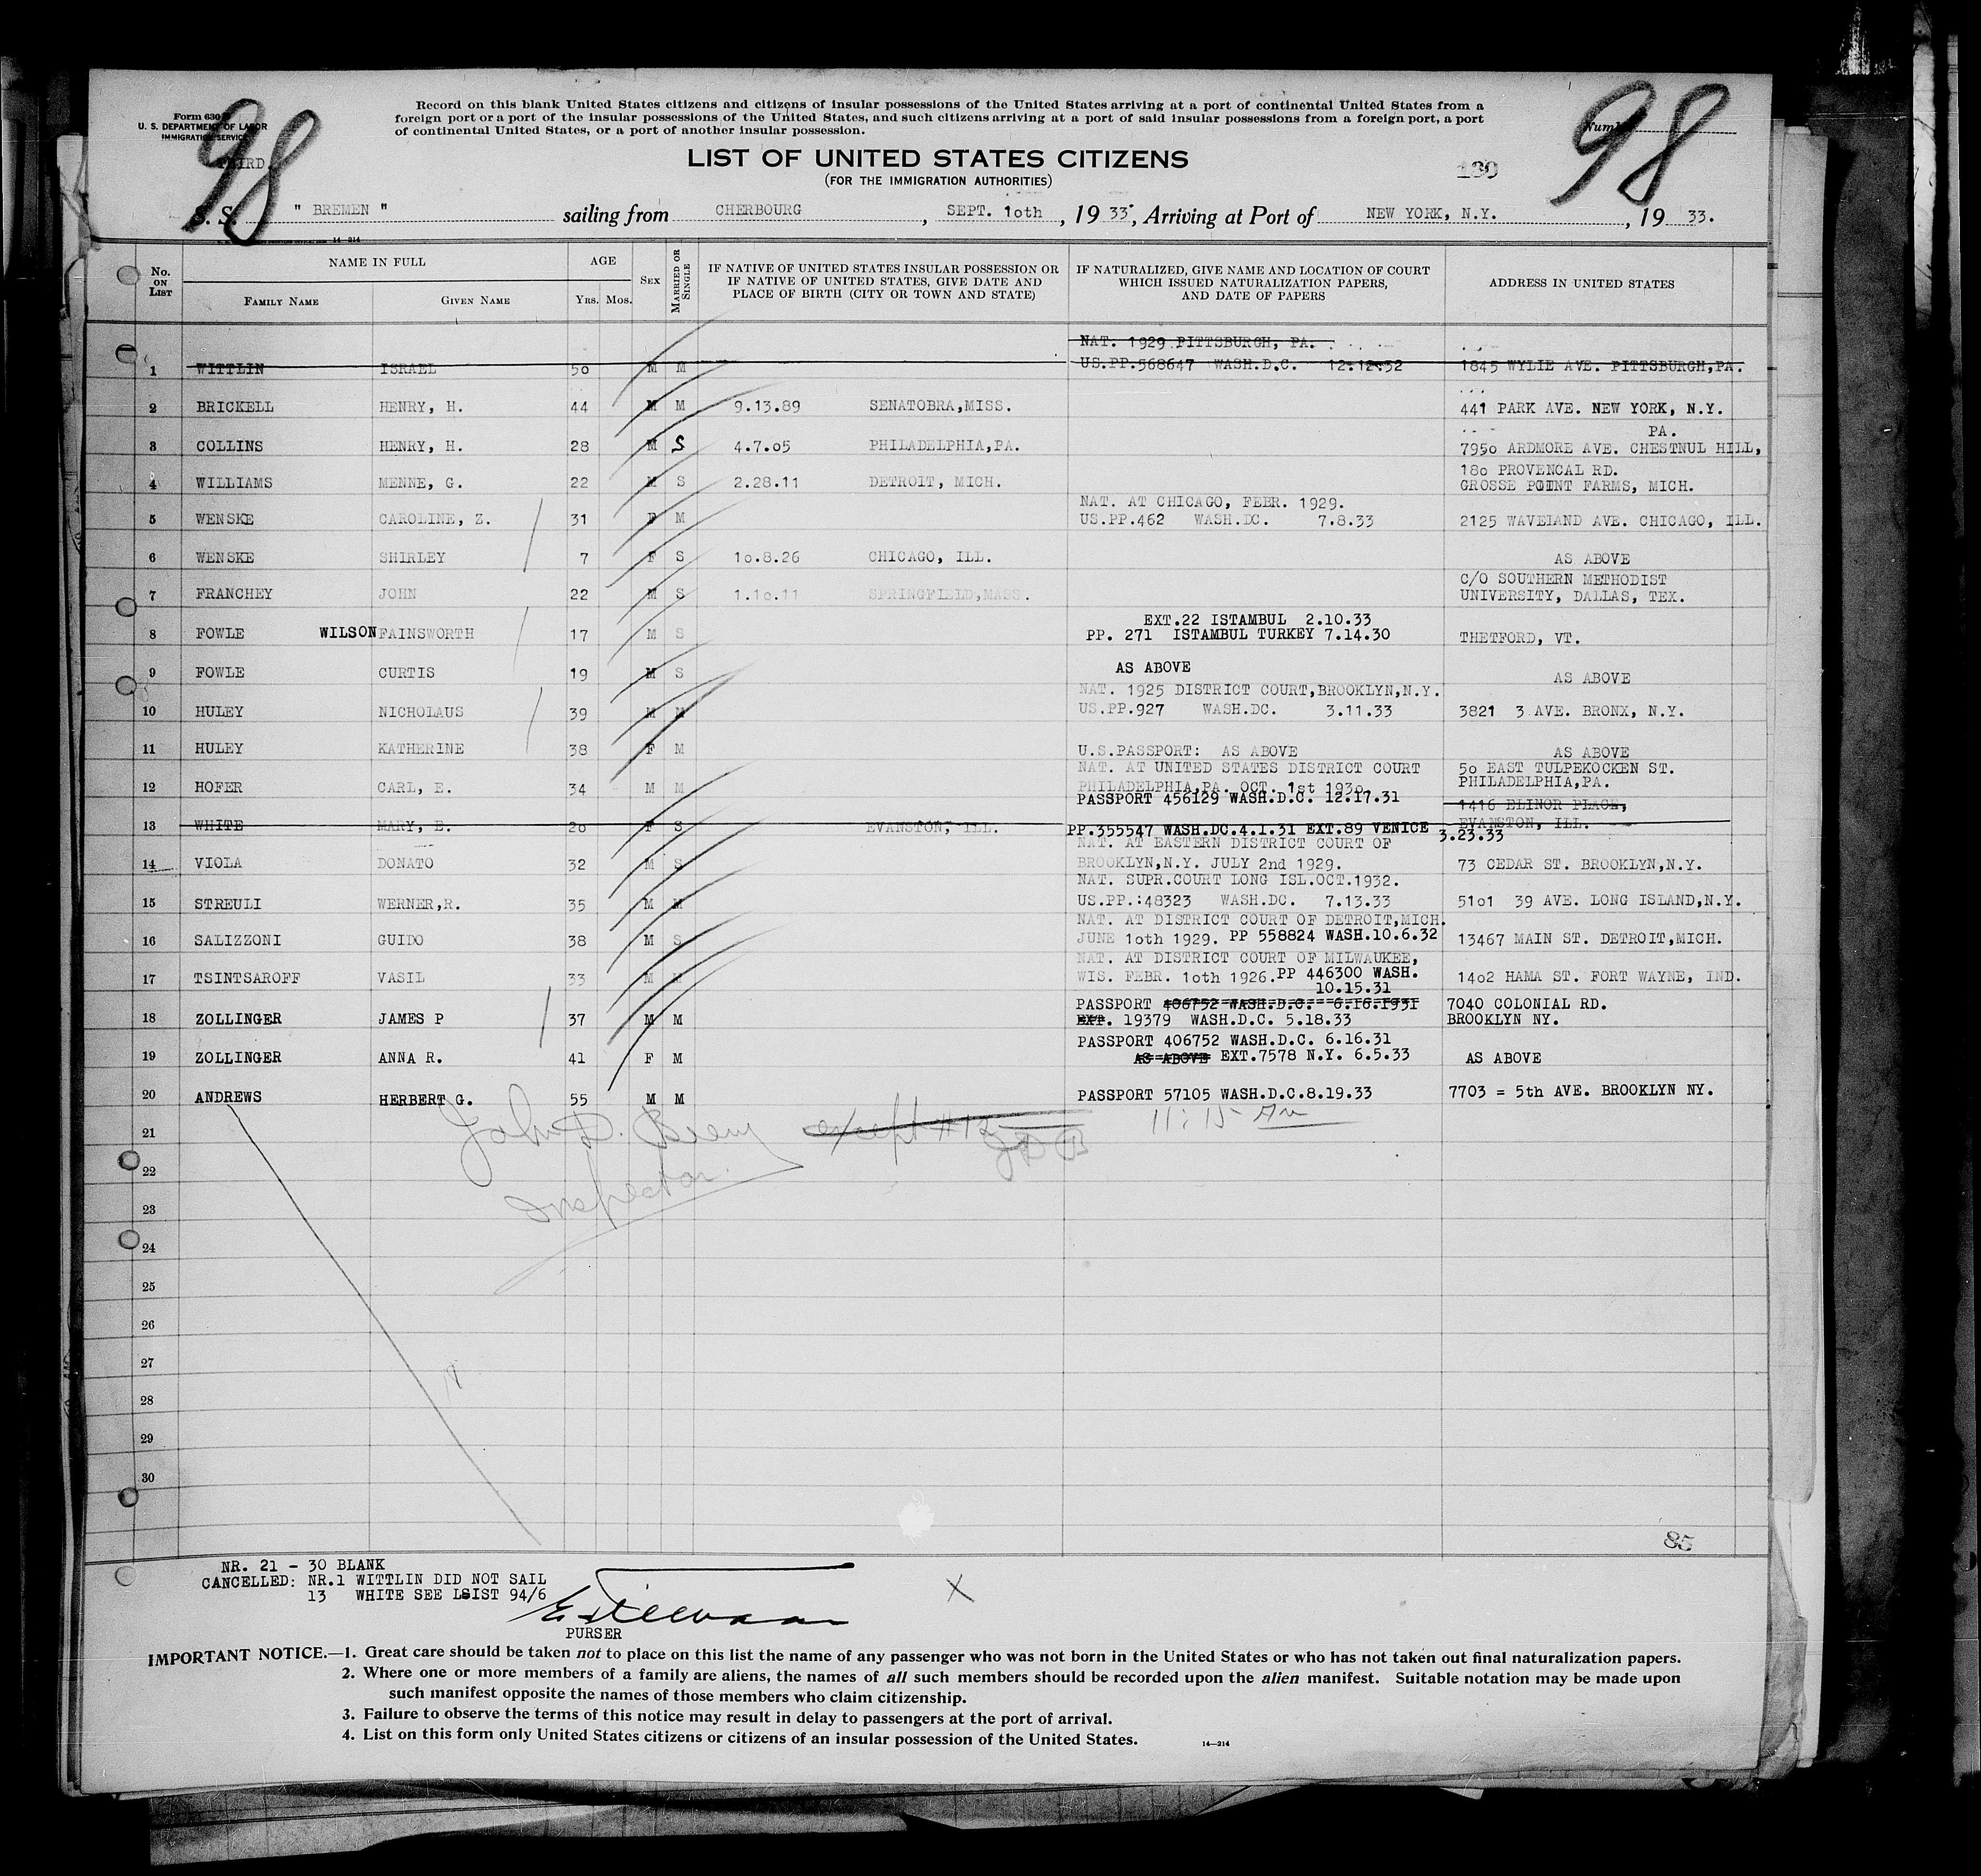 98
98
Form 630
U. S. DEPARTMENT OF LABOR
IMMIGRATION SERVICE
THIRD.
Record on this blank United States citizens and citizens of insular possessions of the United States arriving at a port of continental United States from a
foreign port or a port of the insular possessions of the United States, and such citizens arriving at a port of said insular possessions from a foreign port, a port
of continental United States, or a port of another insular possession.
LIST OF UNITED STATES CITIZENS
(FOR THE IMMIGRATION AUTHORITIES)
S. S. " BREMEN " sailing from CHERBOURG, SEPT. 1oth, 19 33, Arriving at Port of NEW YORK, N.Y., 19 33.
No. ON LIST NAME IN FULL AGE SEX MARRIED OR SINGLE IF NATIVE OF UNITED STATES INSULAR POSSESSION OR IF NATIVE OF UNITED STATES, GIVE DATE AND PLACE OF BIRTH (CITY OR TOWN AND STATE) IF NATURALIZED, GIVE NAME AND LOCATION OF COURT WHICH ISSUED NATURALIZATION PAPERS, AND DATE OF PAPERS ADDRESS IN UNITED STATES
FAMILY NAME GIVEN NAME YRS. MOS.
NAT. 1929 PITTSBURGH, PA.
1 WITTLIN ISRAEL 50 M M US.PP.568647 WASH.D.C. 12.12.32 1845 WYLIE AVE. PITTSBURGH,PA.
2 BRICKELL HENRY, H. 44 M M 9.13.89 SENATOBRA,MISS. 441 PARK AVE. NEW YORK, N.Y.
PA.
3 COLLINS HENRY, H. 28 M S 4.7.o5 PHILADELPHIA,PA. 795o ARDMORE AVE. CHESTNUL HILL,
18o PROVENCAL RD.
4 WILLIAMS MENNE, G. 22 M S 2.28.11 DETROIT, MICH. GROSSE POINT FARMS, MICH.
NAT. AT CHICAGO, FEBR. 1929.
5 WENSKE CAROLINE, Z. 31 F M US.PP.462 WASH.DC. 7.8.33 2125 WAVEIAND AVE. CHICAGO, ILL.
6 WENSKE SHIRLEY 7 F S 1o.8.26 CHICAGO, ILL. AS ABOVE
C/O SOUTHERN METHODIST
7 FRANCHEY JOHN 22 M S 1.1o.11 SPRINGFIELD,MASS. UNIVERSITY, DALLAS, TEX.
EXT.22 ISTAMBUL 2.10.33
8 FOWLE WILSON FAINSWORTH 17 M S PP. 271 ISTAMBUL TURKEY 7.14.30 THETFORD, VT.
9 FOWLE CURTIS 19 M S AS ABOVE AS ABOVE
NAT. 1925 DISTRICT COURT,BROOKLYN,N.Y.
10 HULEY NICHOLAUS 39 M M US.PP.927 WASH.DC. 3.11.33 3821 3 AVE. BRONX, N.Y.
11 HULEY KATHERINE 38 F M U.S.PASSPORT: AS ABOVE AS ABOVE
NAT. AT UNITED STATES DISTRICT COURT 5o EAST TULPEKOCKEN ST.
12 HOFER CARL, E. 34 M M PHILADELPHIA,PA. OCT. 1st 193o PHILADELPHIA,PA.
PASSPORT 456129 WASH.D.C. 12.17.31
1416 ELINOR PLACE,
13 WHITE MARY, E. 20 F S EVANSTON, ILL. PP.355547 WASH.DC.4.1.31 EXT.89 VENICE 3.23.33 EVANSTON, ILL.
NAT. AT EASTERN DISTRICT COURT OF
14 VIOLA DONATO 32 M S BROOKLYN,N.Y. JULY 2nd 1929. 73 CEDAR ST. BROOKLYN,N.Y.
NAT. SUPR.COURT LONG ISL.OCT.1932.
15 STREULI WERNER,R. 35 M M US.PP.:48323 WASH.DC. 7.13.33 51o1 39 AVE. LONG ISLAND,N.Y.
NAT. AT DISTRICT COURT OF DETROIT,MICH.
16 SALIZZONI GUIDO 38 M S JUNE 1oth 1929. PP 558824 WASH.10.6.32 13467 MAIN ST. DETROIT,MICH.
NAT. AT DISTRICT COURT OF MILWAUKEE,
17 TSINTSAROFF VASIL 33 M M WIS. FEBR. 1oth 1926. PP 446300 WASH. 14o2 HAMA ST. FORT WAYNE, IND.
10.15.31
PASSPORT 406752 WASH.D.C. 6.16.1931 7040 COLONIAL RD.
18 ZOLLINGER JAMES P 37 M M EXP. 19379 WASH.D.C. 5.18.33 BROOKLYN NY.
PASSPORT 406752 WASH.D.C. 6.16.31
19 ZOLLINGER ANNA R. 41 F M AS ABOVE EXT.7578 N.Y. 6.5.33 AS ABOVE
20 ANDREWS HERBERT G. 55 M M PASSPORT 57105 WASH.D.C.8.19.33 7703 = 5th AVE. BROOKLYN NY.
21 John D. except # 12 11:15 Am
JDB
22 Inspector
23
24
25
26
27
28
29
30
85
NR. 21 - 30 BLANK
CANCELLED: NR.1 WITTLIN DID NOT SAIL
13 WHITE SEE LSIST 94/6
X
PURSER
IMPORTANT NOTICE.—1. Great care should be taken not to place on this list the name of any passenger who was not born in the United States or who has not taken out final naturalization papers.
2. Where one or more members of a family are aliens, the names of all such members should be recorded upon the alien manifest. Suitable notation may be made upon
such manifest opposite the names of those members who claim citizenship.
3. Failure to observe the terms of this notice may result in delay to passengers at the port of arrival.
4. List on this form only United States citizens or citizens of an insular possession of the United States.
14—214